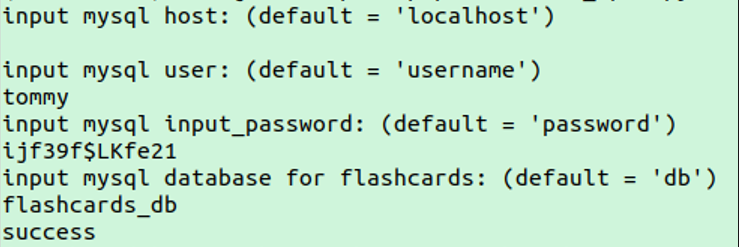 input mysql host: (default = 'localhost')
input mysql user: (default = 'username')
tommy
input mysql input_password: (default = 'password')
ijf39f$LKfe21
input mysql database for flashcards: (default = 'db')
flashcards_db
success